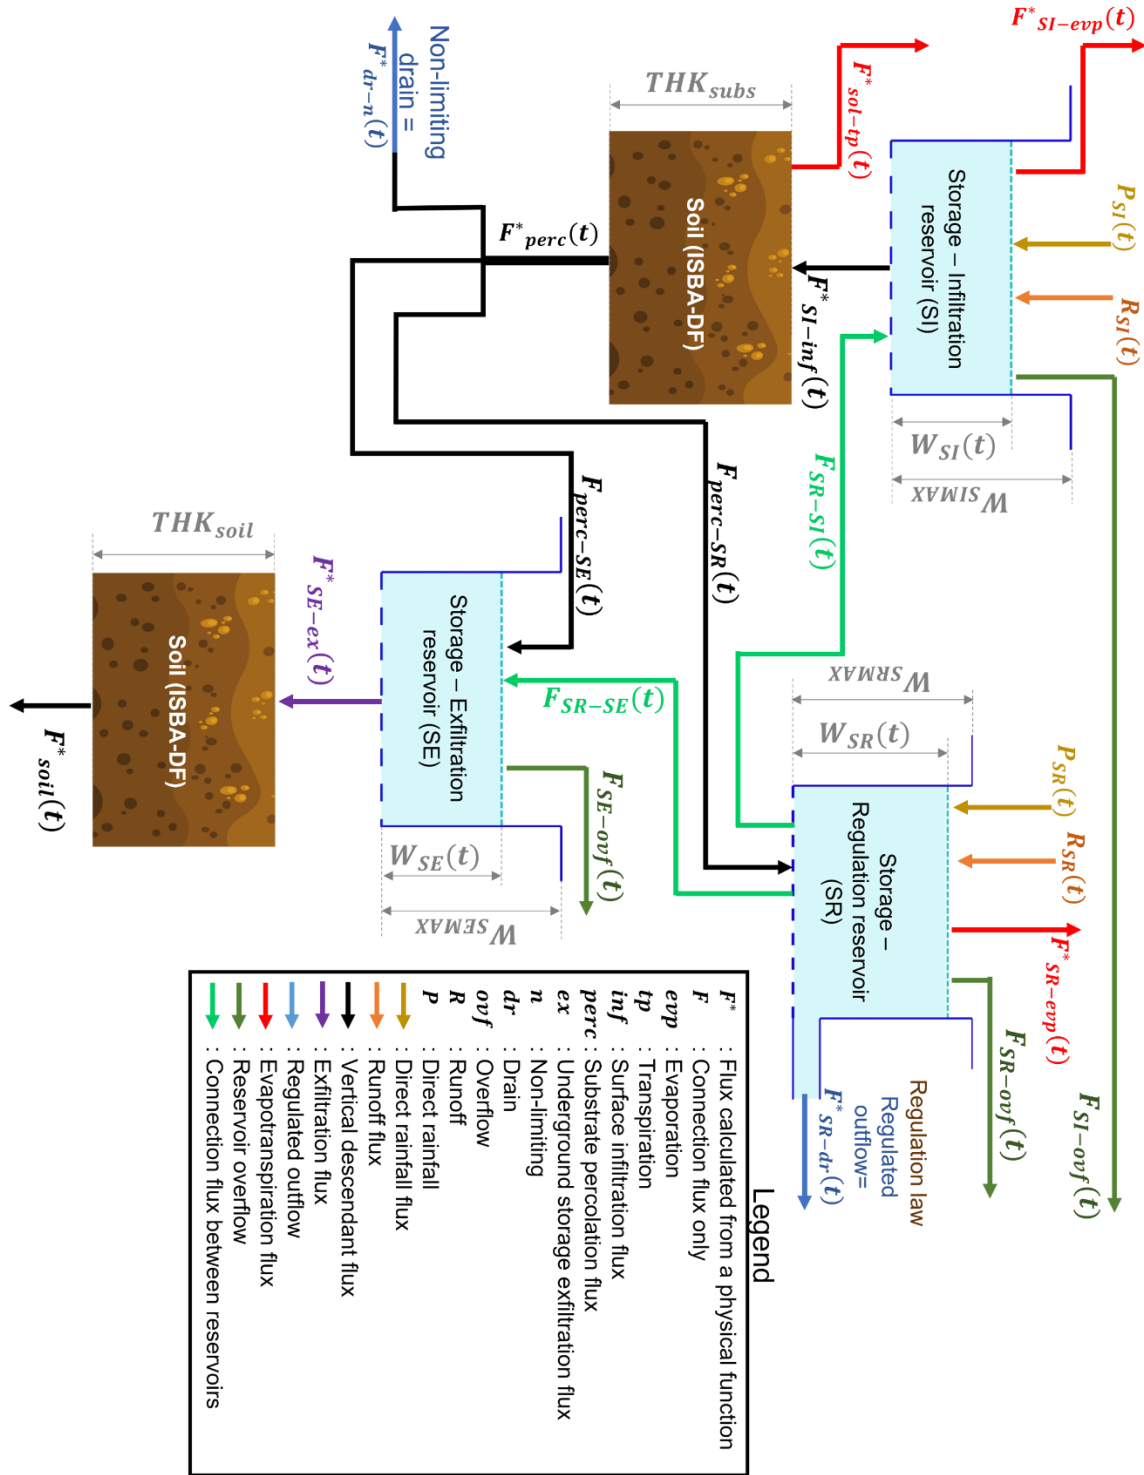 F*SI−evp(t)
PSI(t)
RSI(t)
FSI−ovf(t)
Storage – Infiltration
reservoir (SI)
WSI(t)
WSIMAX
F*sol−tp(t)
F*SI−inf(t)
FSR−SI(t)
THKsubs
Soil (ISBA-DF)
F*perc(t)
Non-limiting
drain =
F*dr−n(t)
Fperc−SR(t)
Fperc−SE(t)
PSR(t)
RSR(t)
F*SR−evp(t)
FSR−ovf(t)
WSRMAX
WSR(t)
Storage –
Regulation reservoir
(SR)
Regulation law
Regulated
outflow=
F*SR−dr(t)
FSR−SE(t)
Storage – Exfiltration
reservoir (SE)
FSE−ovf(t)
WSE(t)
WSEMAX
F*SE−ex(t)
THKsoil
Soil (ISBA-DF)
F*soil(t)
Legend
F* : Flux calculated from a physical function
F : Connection flux only
evp : Evaporation
tp : Transpiration
inf : Surface infiltration flux
perc : Substrate percolation flux
ex : Underground storage exfiltration flux
n : Non-limiting
dr : Drain
ovf : Overflow
R : Runoff
P : Direct rainfall
: Direct rainfall flux
: Runoff flux
: Vertical descendant flux
: Exfiltration flux
: Regulated outflow
: Evapotranspiration flux
: Reservoir overflow
: Connection flux between reservoirs